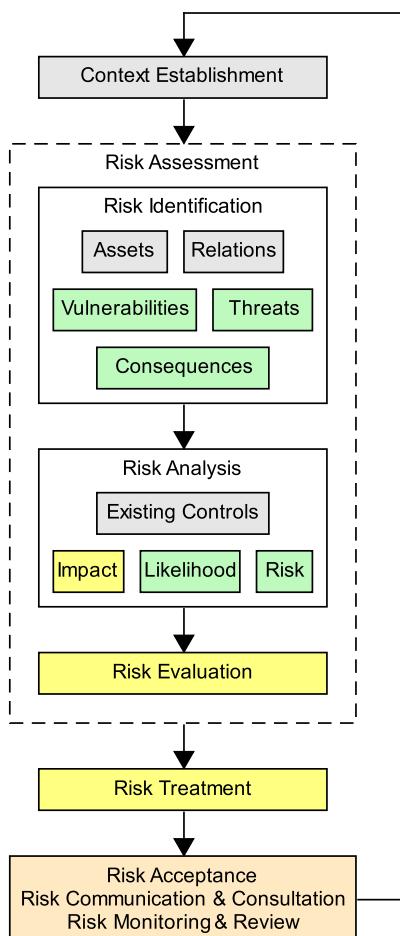 Context Establishment
Risk Assessment
Risk Identification
Assets Relations
Vulnerabilities Threats
Consequences
Risk Analysis
Existing Controls
Impact Likelihood Risk
Risk Evaluation
Risk Treatment
Risk Acceptance
Risk Communication & Consultation
Risk Monitoring & Review